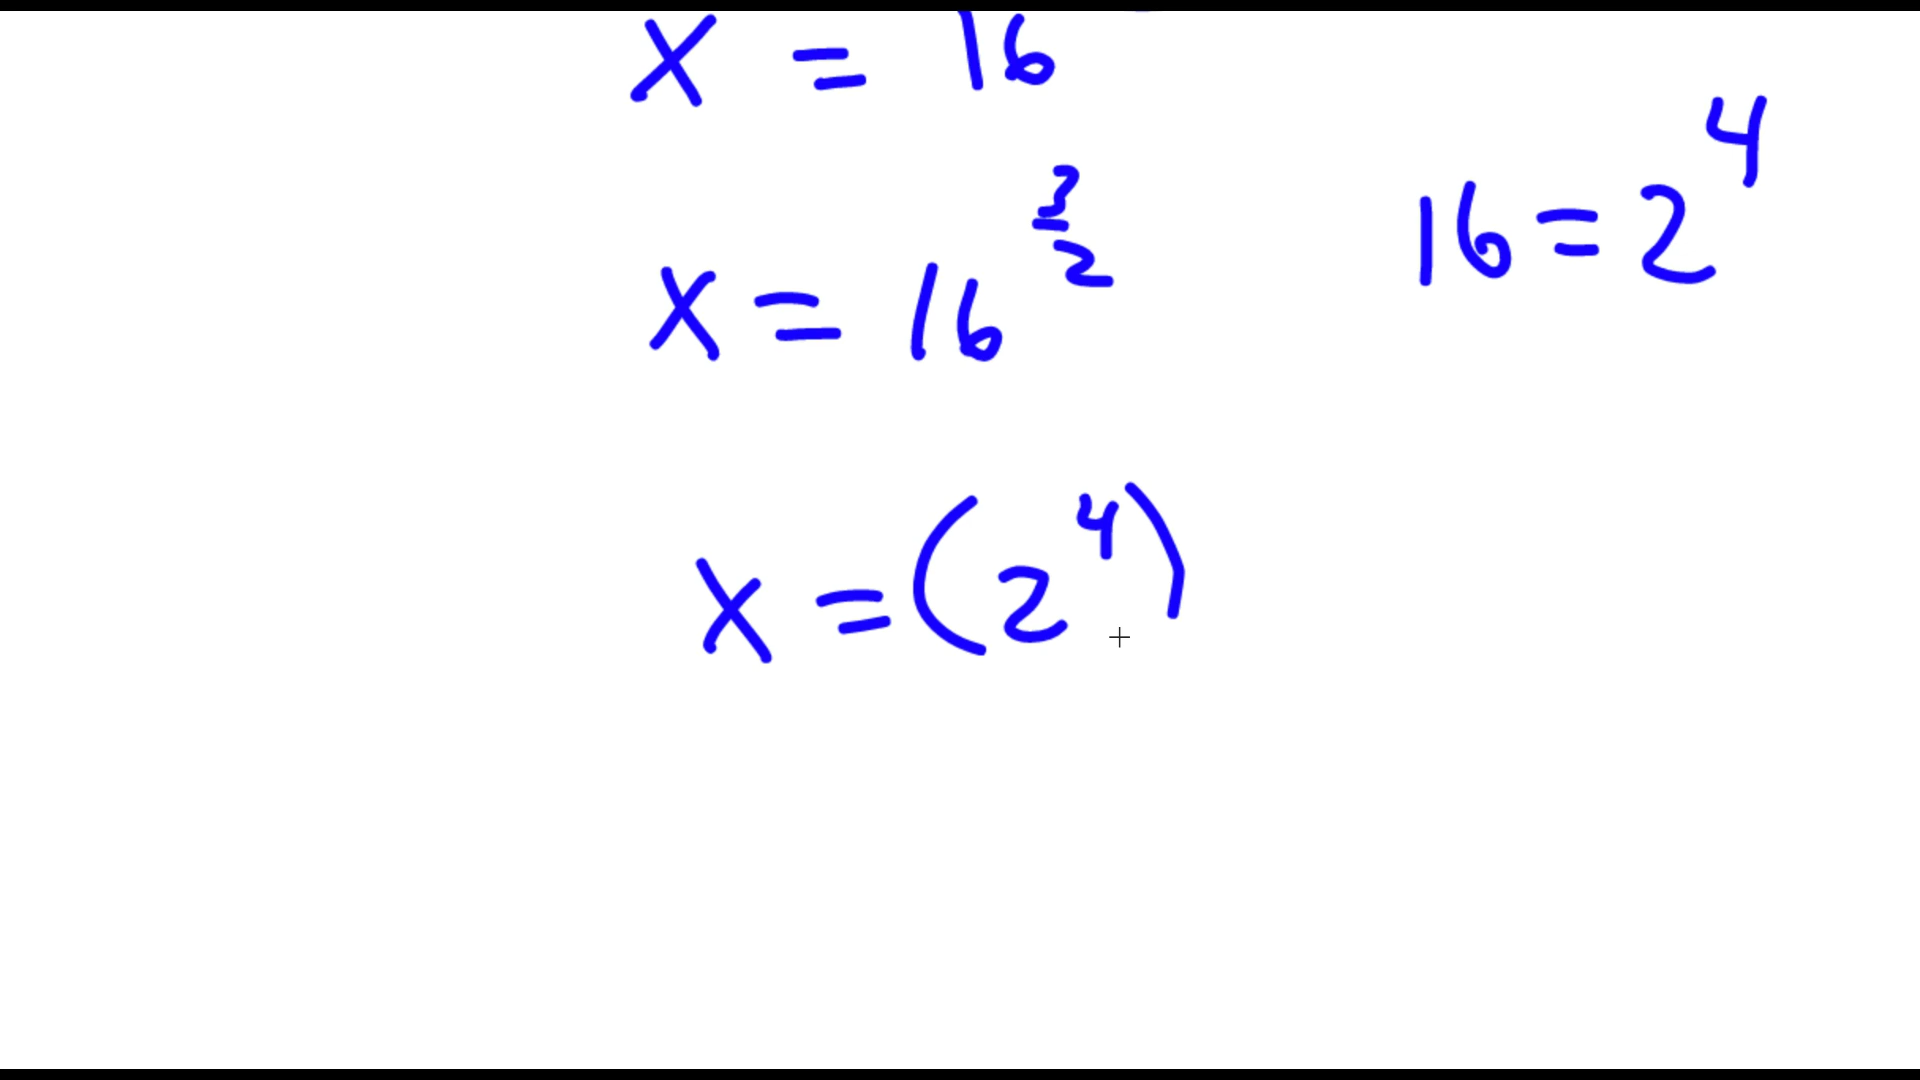 x = 16
x = 16^(3/2)
16 = 2^4
x = (2^4)